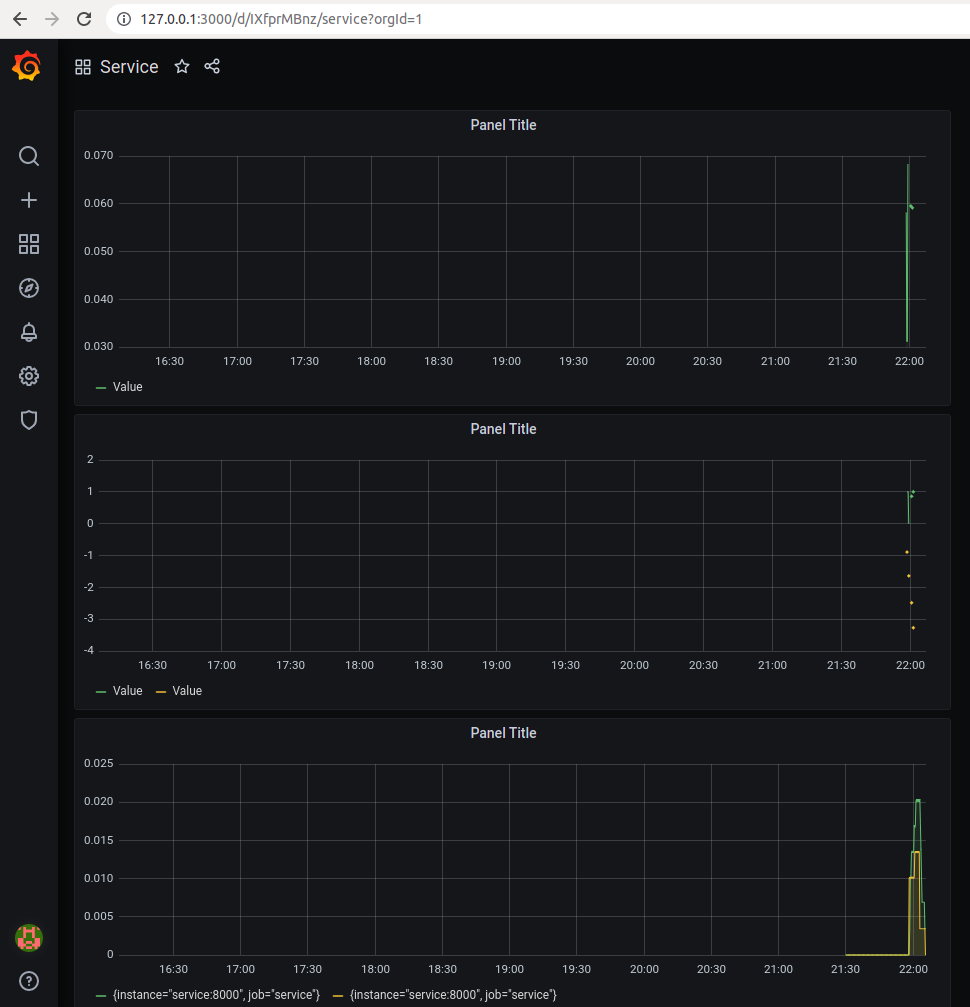 127.0.0.1:3000/d/IXfprMBnz/service?orgId=1
Service
Panel Title
0.070
0.060
0.050
0.040
0.030
16:30 17:00 17:30 18:00 18:30 19:00 19:30 20:00 20:30 21:00 21:30 22:00
Value
Panel Title
2
1
0
-1
-2
-3
-4
16:30 17:00 17:30 18:00 18:30 19:00 19:30 20:00 20:30 21:00 21:30 22:00
Value Value
Panel Title
0.025
0.020
0.015
0.010
0.005
0
16:30 17:00 17:30 18:00 18:30 19:00 19:30 20:00 20:30 21:00 21:30 22:00
{instance="service:8000", job="service"} {instance="service:8000", job="service"}